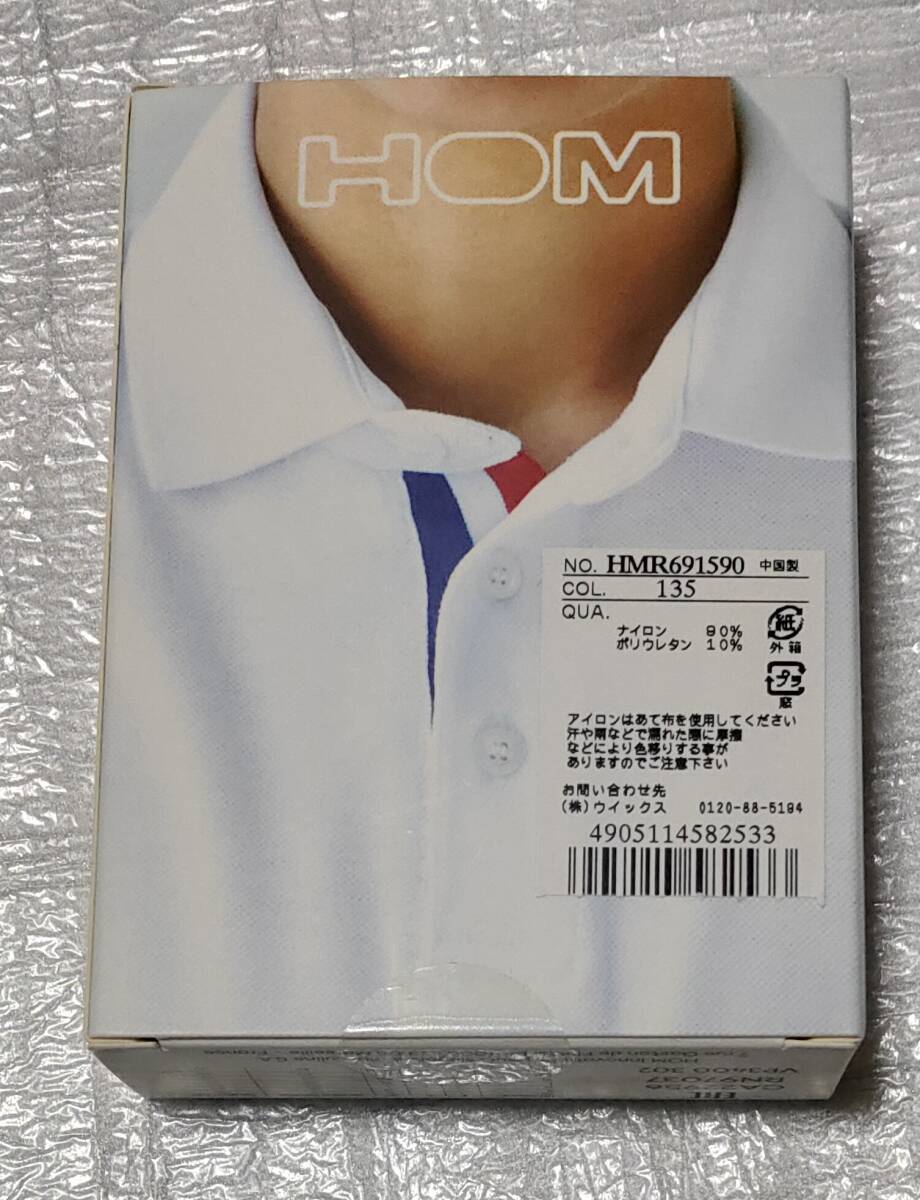 HOM
NO. HMR691590 中国製
COL. 135
QUA.
ナイロン 90%
ポリウレタン 10%
紙
外箱
プラ
窓
アイロンはあて布を使用してください
汗や雨などで濡れた際に摩擦
などにより色移りする事が
ありますのでご注意下さい
お問い合わせ先
(株)ウイックス 0120-88-5184
4905114582533
VP3400 302
RN97037
EAC